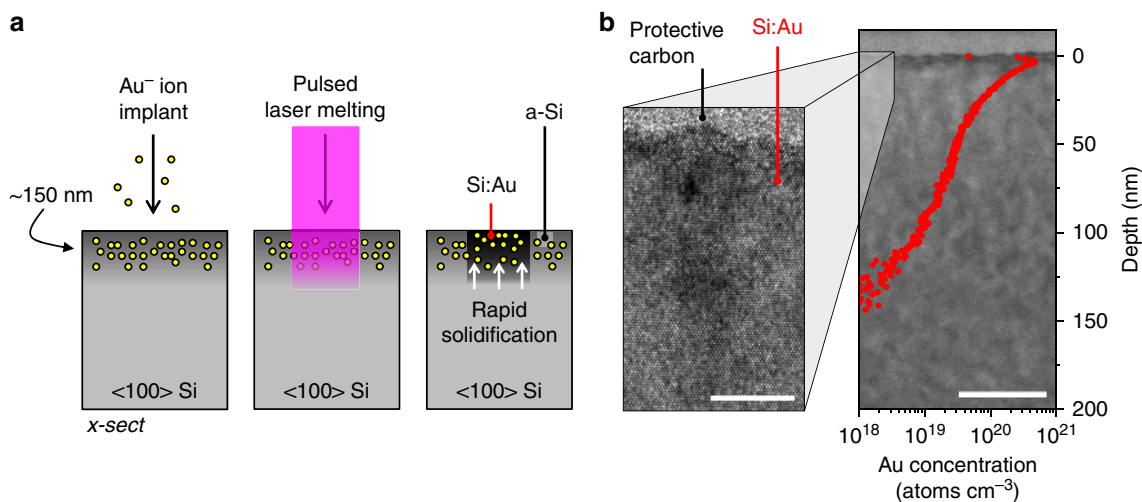 a
Au⁻ ion
implant
~150 nm
<100> Si
x-sect
Pulsed
laser melting
<100> Si
a-Si
Si:Au
Rapid
solidification
<100> Si
b
Protective
carbon
Si:Au
0
50
100
150
200
Depth (nm)
10¹⁸ 10¹⁹ 10²⁰ 10²¹
Au concentration
(atoms cm⁻³)